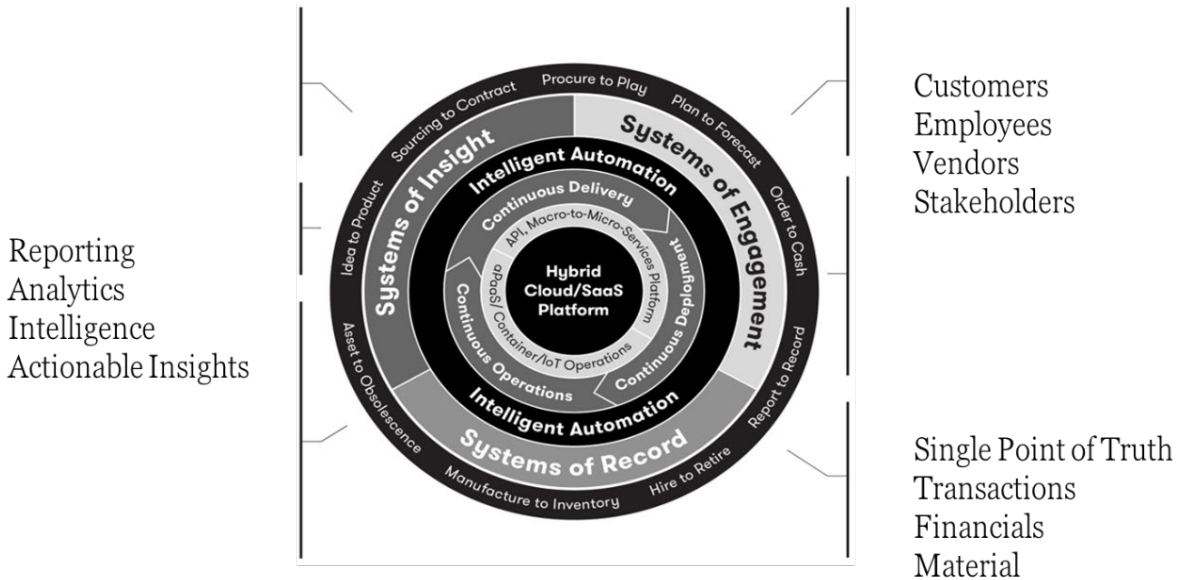 Reporting
Analytics
Intelligence
Actionable Insights
Procure to Play
Plan to Forecast
Order to Cash
Report to Record
Hire to Retire
Manufacture to Inventory
Asset to Obsolescence
Idea to Product
Sourcing to Contract
Systems of Insight
Systems of Engagement
Systems of Record
Intelligent Automation
Intelligent Automation
Continuous Delivery
Continuous Deployment
Continuous Operations
API, Macro-to-Micro-Services Platform
aPaaS/ Container/IoT Operations
Hybrid
Cloud/SaaS
Platform
Customers
Employees
Vendors
Stakeholders
Single Point of Truth
Transactions
Financials
Material